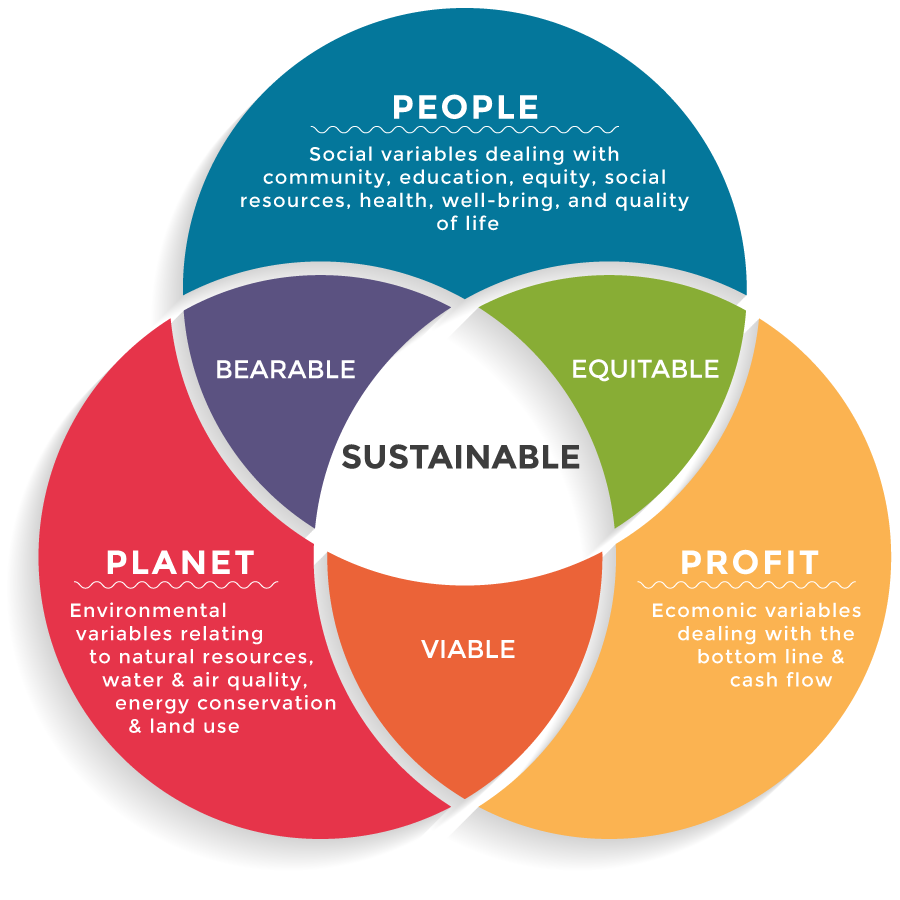 PEOPLE
Social variables dealing with
community, education, equity, social
resources, health, well-bring, and quality
of life
BEARABLE
EQUITABLE
SUSTAINABLE
PLANET
Environmental
variables relating
to natural resources,
water & air quality,
energy conservation
& land use
PROFIT
Ecomonic variables
dealing with the
bottom line &
cash flow
VIABLE